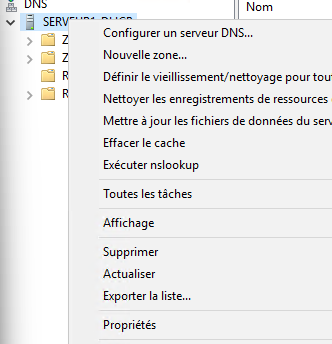 DNS
Nom
SERVEUR1
Configurer un serveur DNS...
Nouvelle zone...
Z
Définir le vieillissement/nettoyage pour tou
Z
Nettoyer les enregistrements de ressources
R
Mettre à jour les fichiers de données du serv
R
Effacer le cache
Exécuter nslookup
Toutes les tâches
Affichage
Supprimer
Actualiser
Exporter la liste...
Propriétés